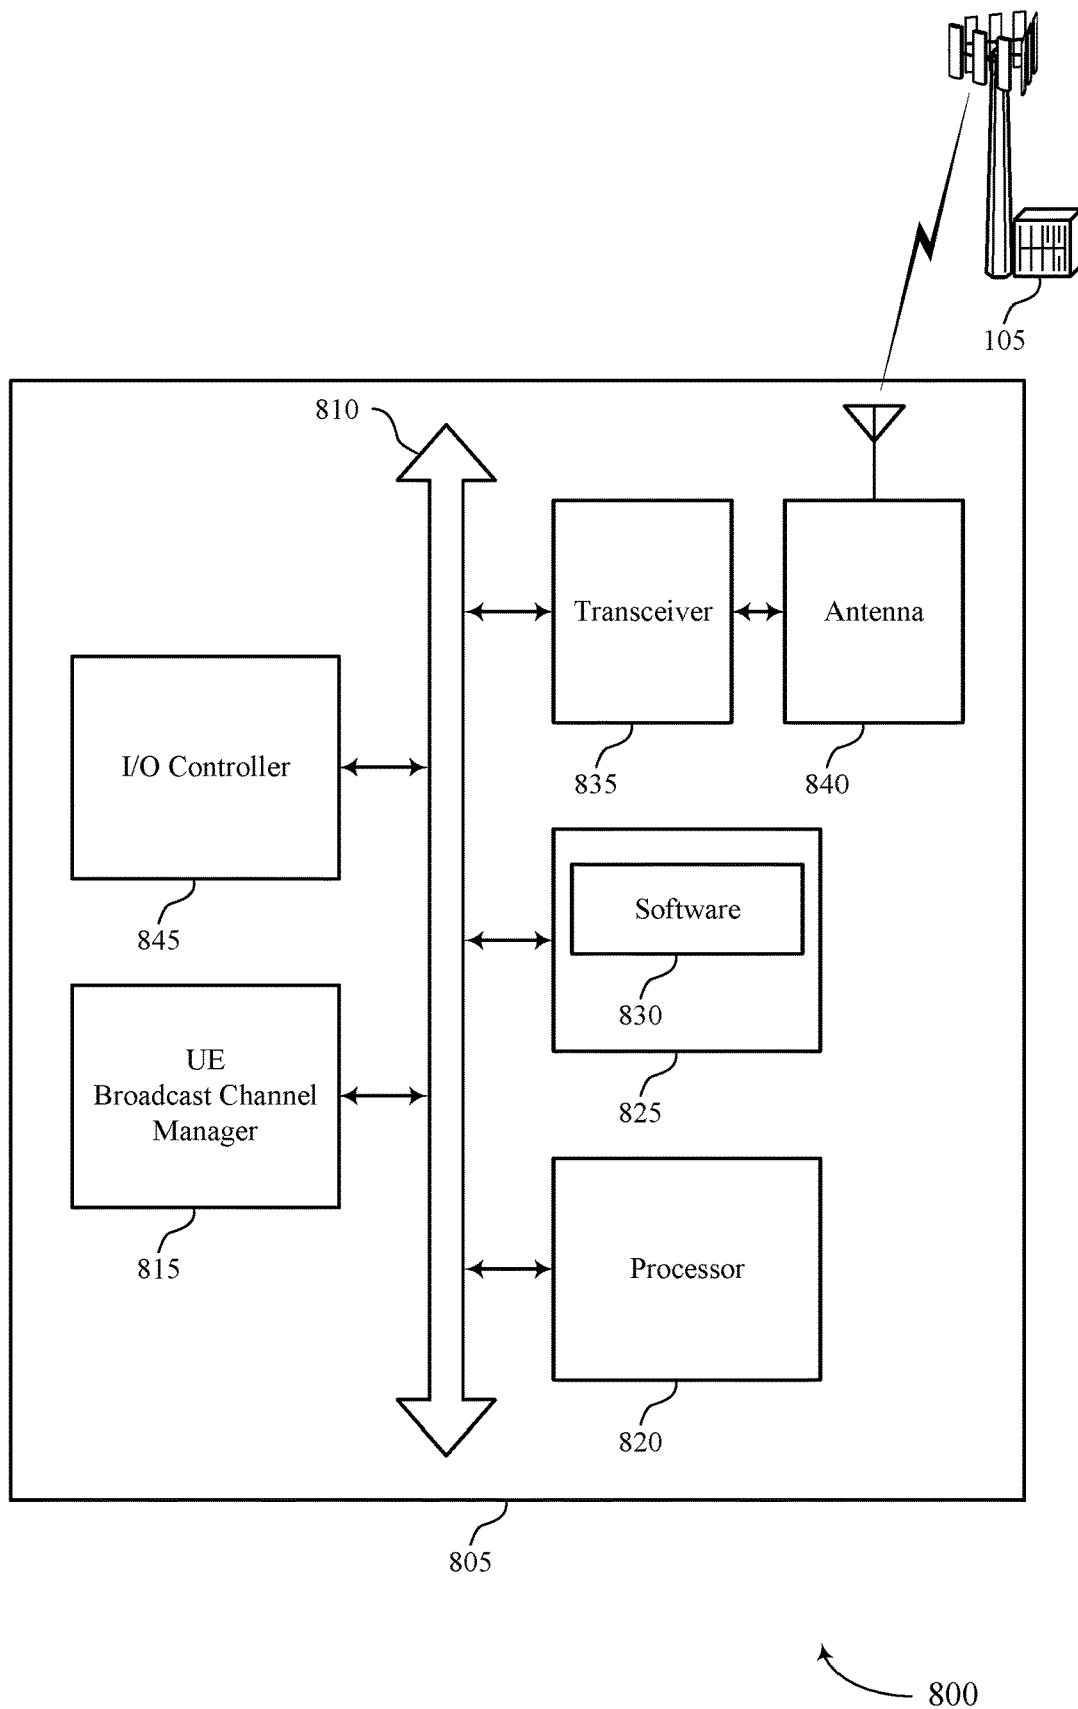 105
810
Transceiver
Antenna
835
840
I/O Controller
845
Software
830
825
UE
Broadcast Channel
Manager
815
Processor
820
805
800